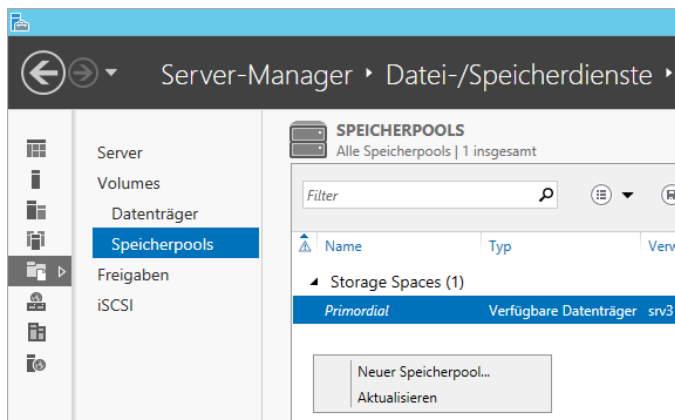 Server-Manager ‣ Datei-/Speicherdienste ‣
Server
Volumes
Datenträger
Speicherpools
Freigaben
iSCSI
SPEICHERPOOLS
Alle Speicherpools | 1 insgesamt
Filter
Name Typ Verw
Storage Spaces (1)
Primordial Verfügbare Datenträger srv3
Neuer Speicherpool...
Aktualisieren